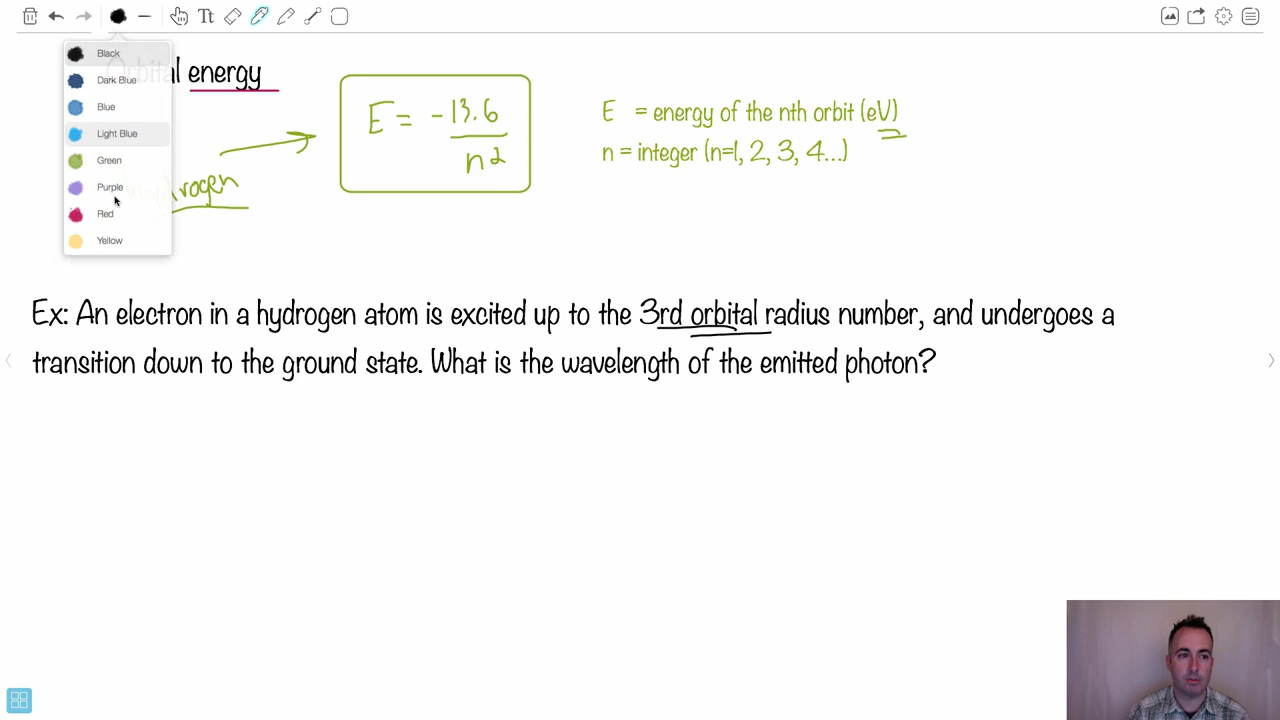 Tt
Black
Dark Blue
Blue
Light Blue
Green
Purple
Red
Yellow
Orbital energy
E = -13.6
n²
E = energy of the nth orbit (eV)
n = integer (n=1, 2, 3, 4...)
Ex: An electron in a hydrogen atom is excited up to the 3rd orbital radius number, and undergoes a
transition down to the ground state. What is the wavelength of the emitted photon?